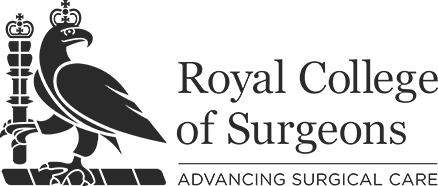 Royal College
of Surgeons
ADVANCING SURGICAL CARE